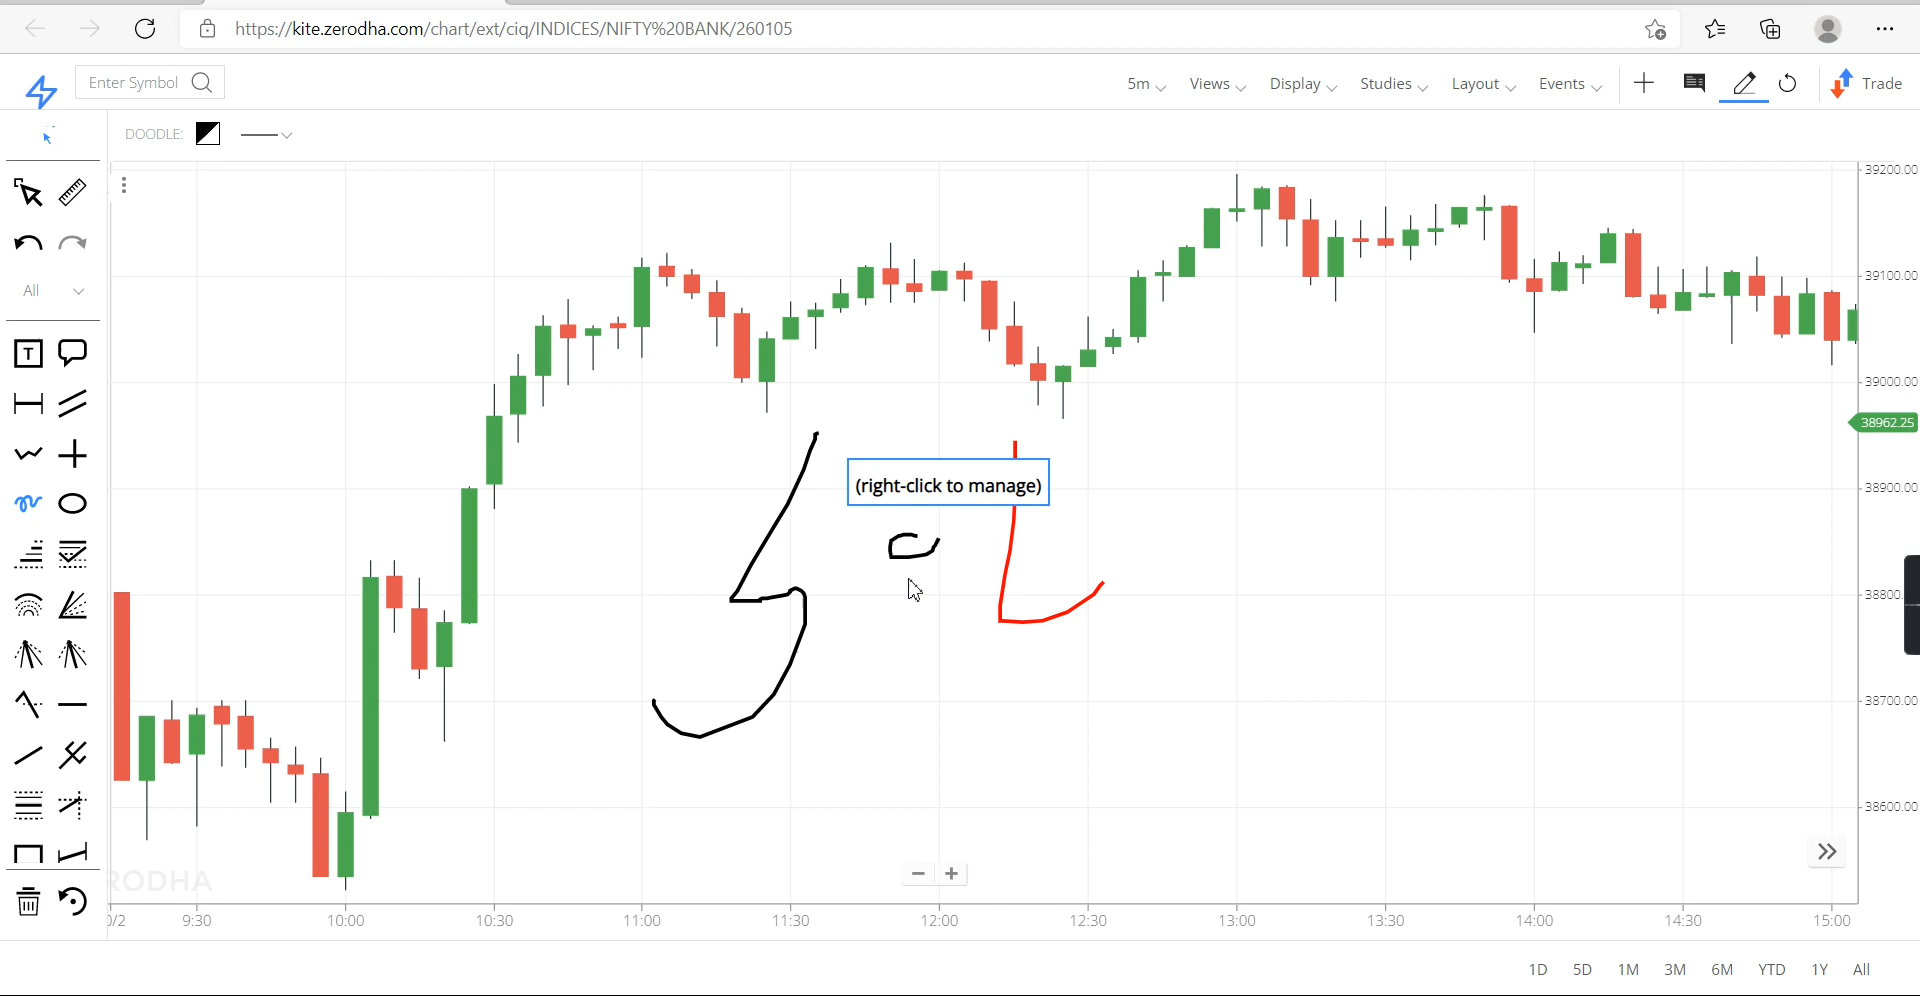 https://kite.zerodha.com/chart/ext/ciq/INDICES/NIFTY%20BANK/260105
Enter Symbol
5m Views Display Studies Layout Events Trade
DOODLE:
All
T
39200.00
39100.00
39000.00
38962.25
38900.00
38800.
38700.00
38600.00
(right-click to manage)
RODHA
0/2 9:30 10:00 10:30 11:00 11:30 12:00 12:30 13:00 13:30 14:00 14:30 15:00
1D 5D 1M 3M 6M YTD 1Y All